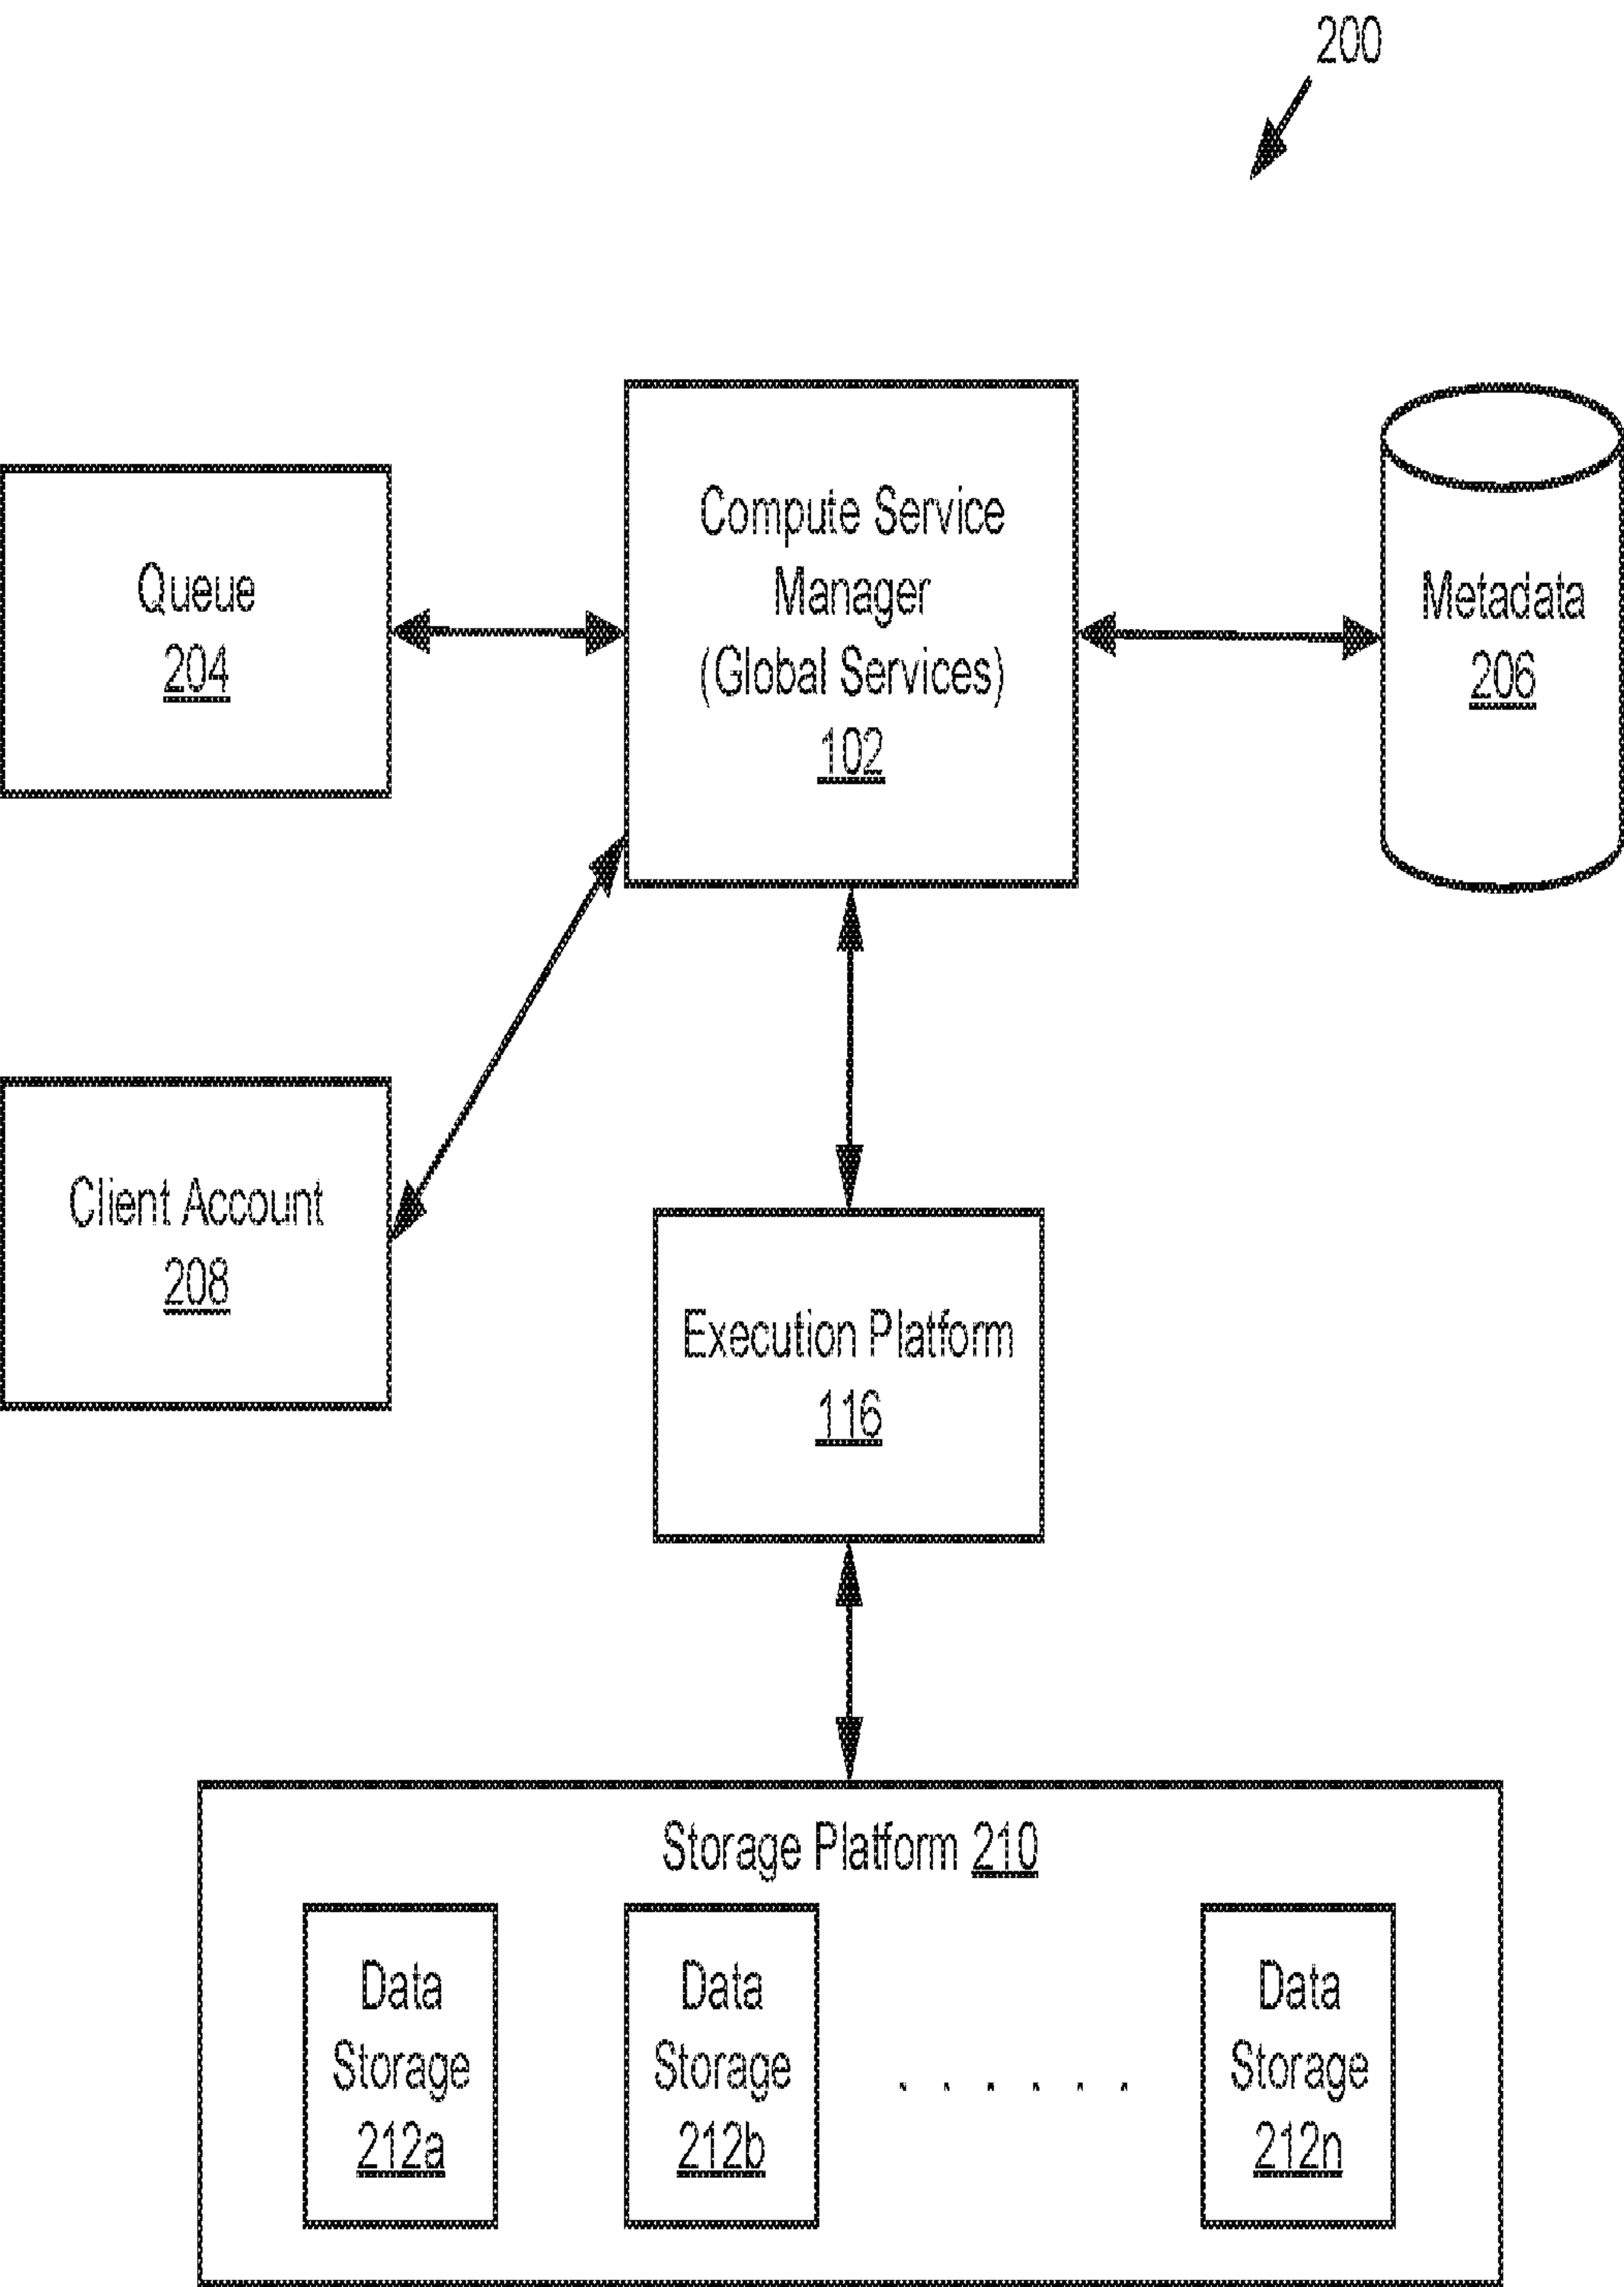 200
Compute Service
Manager
(Global Services)
102
Queue
204
Metadata
206
Client Account
208
Execution Platform
116
Storage Platform 210
Data
Storage
212a
Data
Storage
212b
. . . . . .
Data
Storage
212n